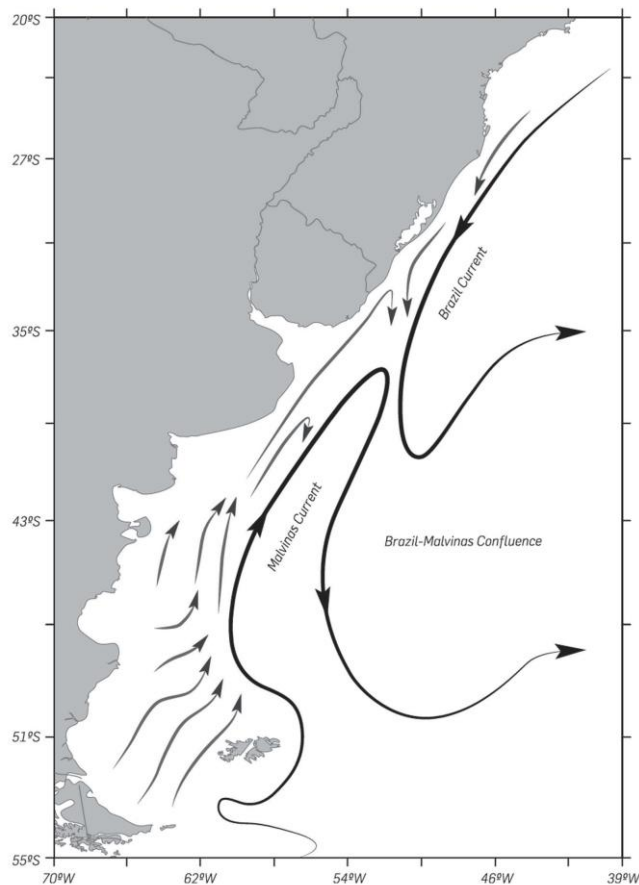 20ºS
27ºS
Brazil Current
35ºS
Malvinas Current
43ºS
Brazil-Malvinas Confluence
51ºS
55ºS
70ºW
62ºW
54ºW
46ºW
39ºW